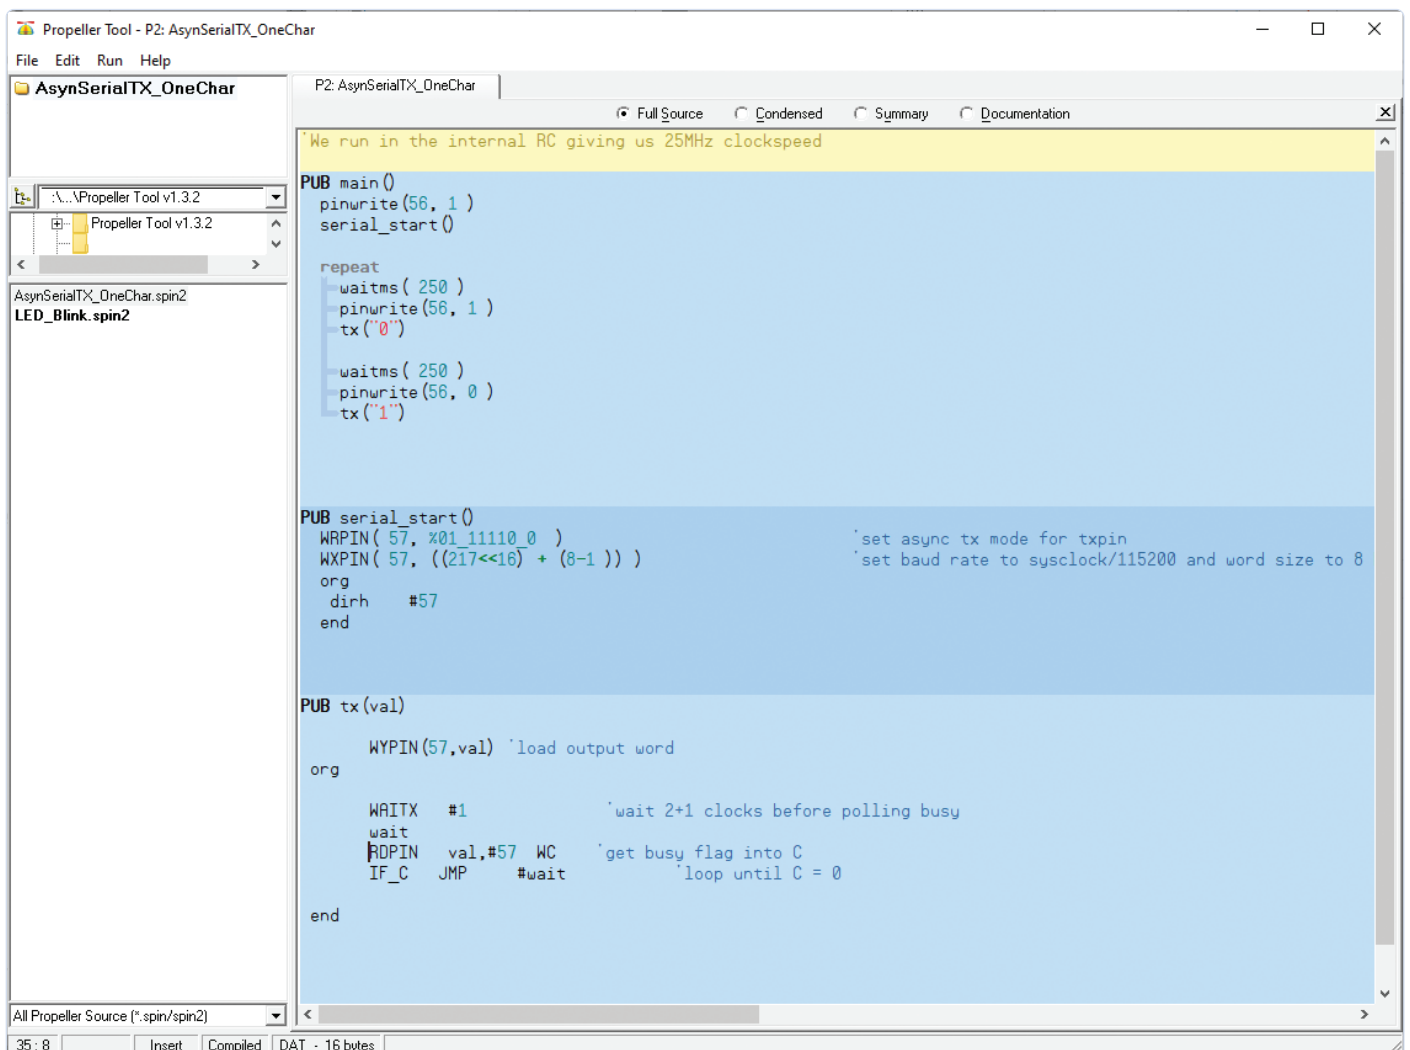 Propeller Tool - P2: AsynSerialTX_OneChar
File Edit Run Help
AsynSerialTX_OneChar
P2: AsynSerialTX_OneChar
Full Source Condensed Summary Documentation
:\...\Propeller Tool v1.3.2
Propeller Tool v1.3.2
AsynSerialTX_OneChar.spin2
LED_Blink.spin2
All Propeller Source (*.spin/spin2)
'We run in the internal RC giving us 25MHz clockspeed
PUB main()
pinwrite(56, 1 )
serial_start()
repeat
waitms( 250 )
pinwrite(56, 1 )
tx("0")
waitms( 250 )
pinwrite(56, 0 )
tx("1")
PUB serial_start()
WRPIN( 57, %01_11110_0 ) 'set async tx mode for txpin
WXPIN( 57, ((217<<16) + (8-1 )) ) 'set baud rate to sysclock/115200 and word size to 8
org
dirh #57
end
PUB tx(val)
WYPIN(57,val) 'load output word
org
WAITX #1 'wait 2+1 clocks before polling busy
wait
RDPIN val,#57 WC 'get busy flag into C
IF_C JMP #wait 'loop until C = 0
end
35 : 8 Insert Compiled DAT - 16 bytes